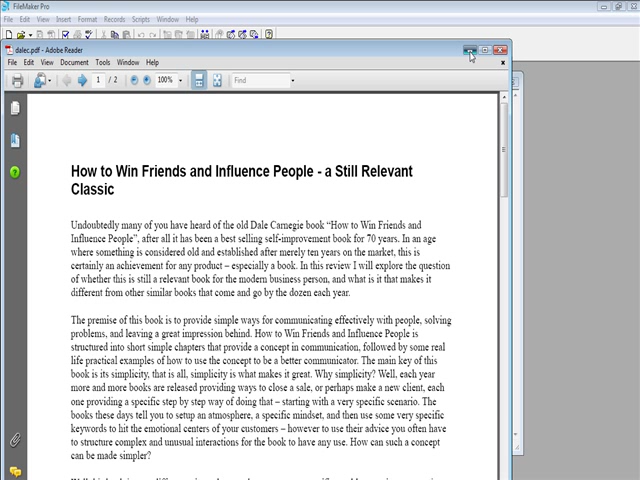 FileMaker Pro
File Edit View Insert Format Records Scripts Window Help
dalec.pdf - Adobe Reader
File Edit View Document Tools Window Help
1 / 2 100% Find
How to Win Friends and Influence People - a Still Relevant
Classic
Undoubtedly many of you have heard of the old Dale Carnegie book “How to Win Friends and
Influence People”, after all it has been a best selling self-improvement book for 70 years. In an age
where something is considered old and established after merely ten years on the market, this is
certainly an achievement for any product – especially a book. In this review I will explore the question
of whether this is still a relevant book for the modern business person, and what is it that makes it
different from other similar books that come and go by the dozen each year.
The premise of this book is to provide simple ways for communicating effectively with people, solving
problems, and leaving a great impression behind. How to Win Friends and Influence People is
structured into short simple chapters that provide a concept in communication, followed by some real
life practical examples of how to use the concept to be a better communicator. The main key of this
book is its simplicity, that is all, simplicity is what makes it great. Why simplicity? Well, each year
more and more books are released providing ways to close a sale, or perhaps make a new client, each
one providing a specific step by step way of doing that – starting with a very specific scenario. The
books these days tell you to setup an atmosphere, a specific mindset, and then use some very specific
keywords to hit the emotional centers of your customers – however to use their advice you often have
to structure complex and unusual interactions for the book to have any use. How can such a concept
can be made simpler?